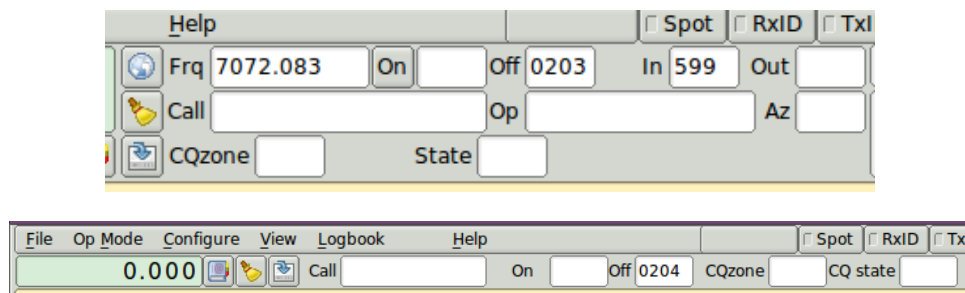 Help Spot RxID TxI
Frq 7072.083 On Off 0203 In 599 Out
Call Op Az
CQzone State
File Op Mode Configure View Logbook Help Spot RxID Tx
0.000 Call On Off 0204 CQzone CQ state